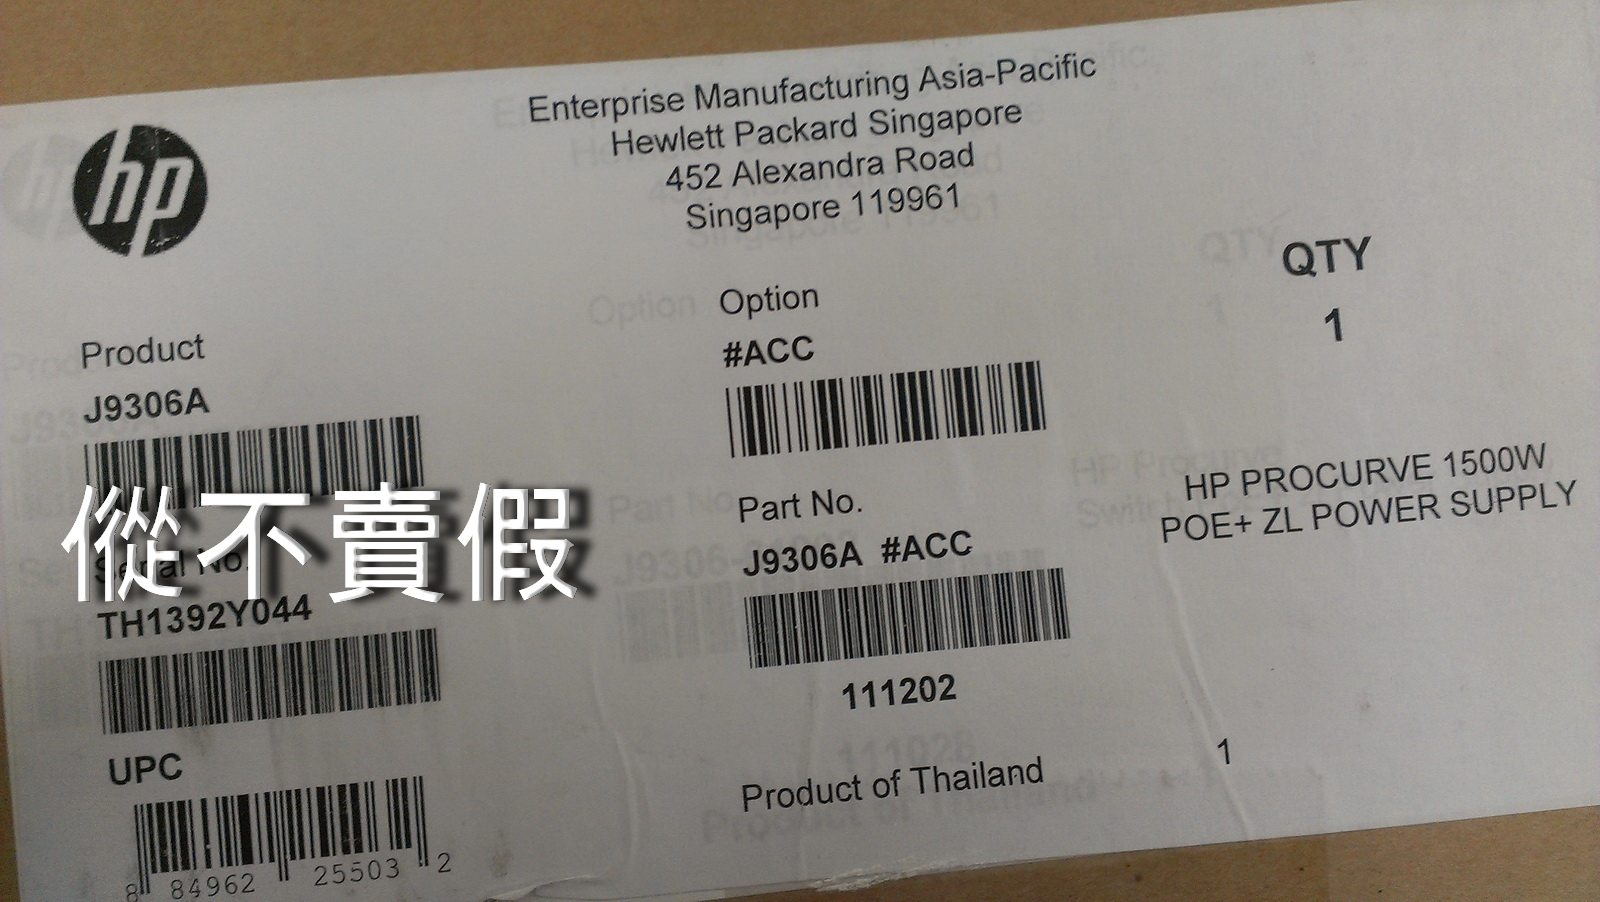 hp
Enterprise Manufacturing Asia-Pacific
Hewlett Packard Singapore
452 Alexandra Road
Singapore 119961
QTY
1
Option
#ACC
Product
J9306A
HP PROCURVE 1500W
POE+ ZL POWER SUPPLY
Part No.
J9306A #ACC
從不賣假
Serial No.
TH1392Y044
111202
UPC
Product of Thailand
1
8 84962 25503 2